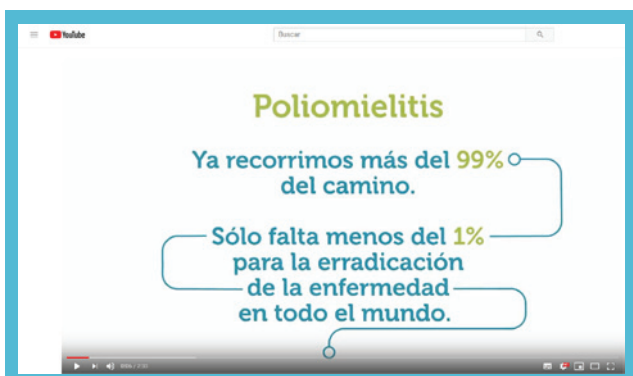 YouTube
Buscar
Poliomielitis
Ya recorrimos más del 99%
del camino.
Sólo falta menos del 1%
para la erradicación
de la enfermedad
en todo el mundo.